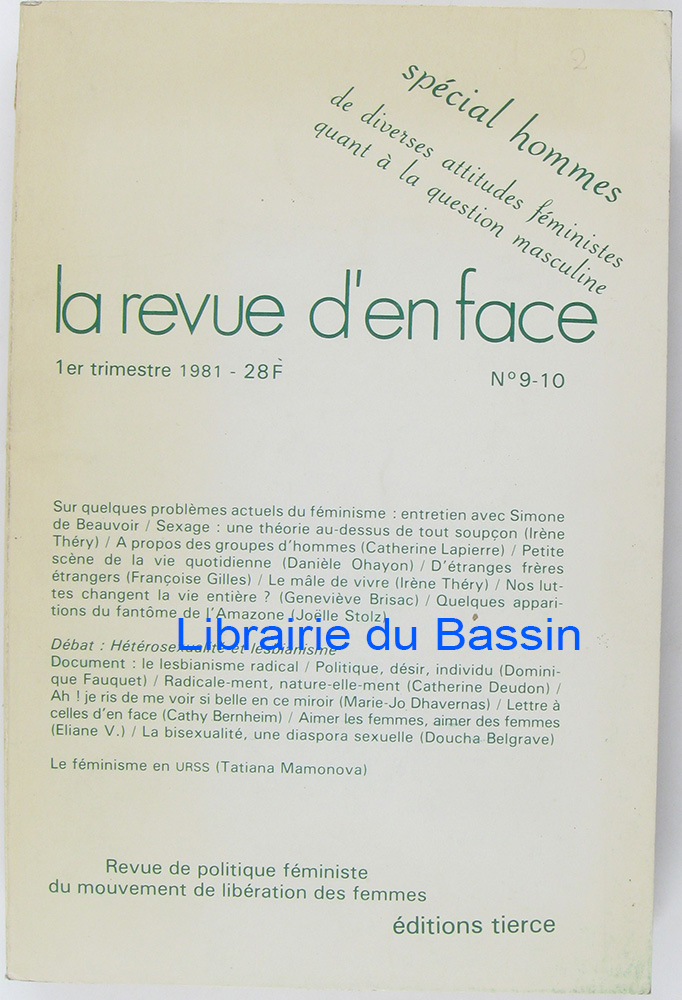 2
spécial hommes
de diverses attitudes féministes
quant à la question masculine
la revue d'en face
1er trimestre 1981 - 28F
N° 9-10
Sur quelques problèmes actuels du féminisme : entretien avec Simone
de Beauvoir / Sexage : une théorie au-dessus de tout soupçon (Irène
Théry) / A propos des groupes d'hommes (Catherine Lapierre) / Petite
scène de la vie quotidienne (Danièle Ohayon) / D'étranges frères
étrangers (Françoise Gilles) / Le mâle de vivre (Irène Théry) / Nos lut-
tes changent la vie entière ? (Geneviève Brisac) / Quelques appari-
tions du fantôme de l'Amazone (Joëlle Stolz)
Librairie du Bassin
Débat : Hétérosexualité et lesbianisme
Document : le lesbianisme radical / Politique, désir, individu (Domini-
que Fauquet) / Radicale-ment, nature-elle-ment (Catherine Deudon) /
Ah ! je ris de me voir si belle en ce miroir (Marie-Jo Dhavernas) / Lettre à
celles d'en face (Cathy Bernheim) / Aimer les femmes, aimer des femmes
(Eliane V.) / La bisexualité, une diaspora sexuelle (Doucha Belgrave)
Le féminisme en URSS (Tatiana Mamonova)
Revue de politique féministe
du mouvement de libération des femmes
éditions tierce